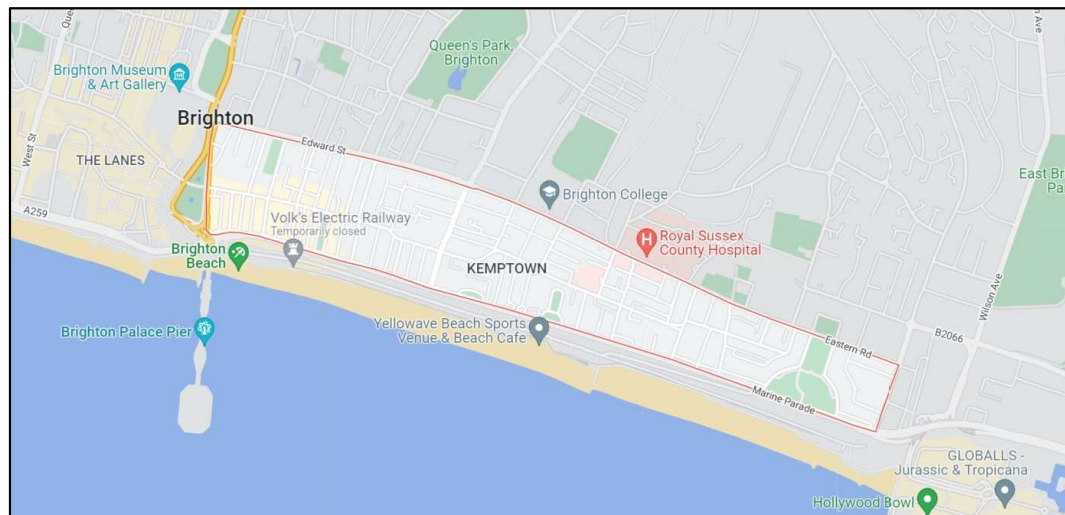 Queen's Park,
Brighton
Brighton Museum
& Art Gallery
Brighton
THE LANES
West St
A259
Edward St
Brighton College
Volk's Electric Railway
Temporarily closed
Brighton
Beach
Royal Sussex
County Hospital
KEMPTOWN
Brighton Palace Pier
Yellowave Beach Sports
Venue & Beach Cafe
Eastern Rd
Marine Parade
Wilson Ave
B2066
East Br
Pa
GLOBALLS -
Jurassic & Tropicana
Hollywood Bowl
H